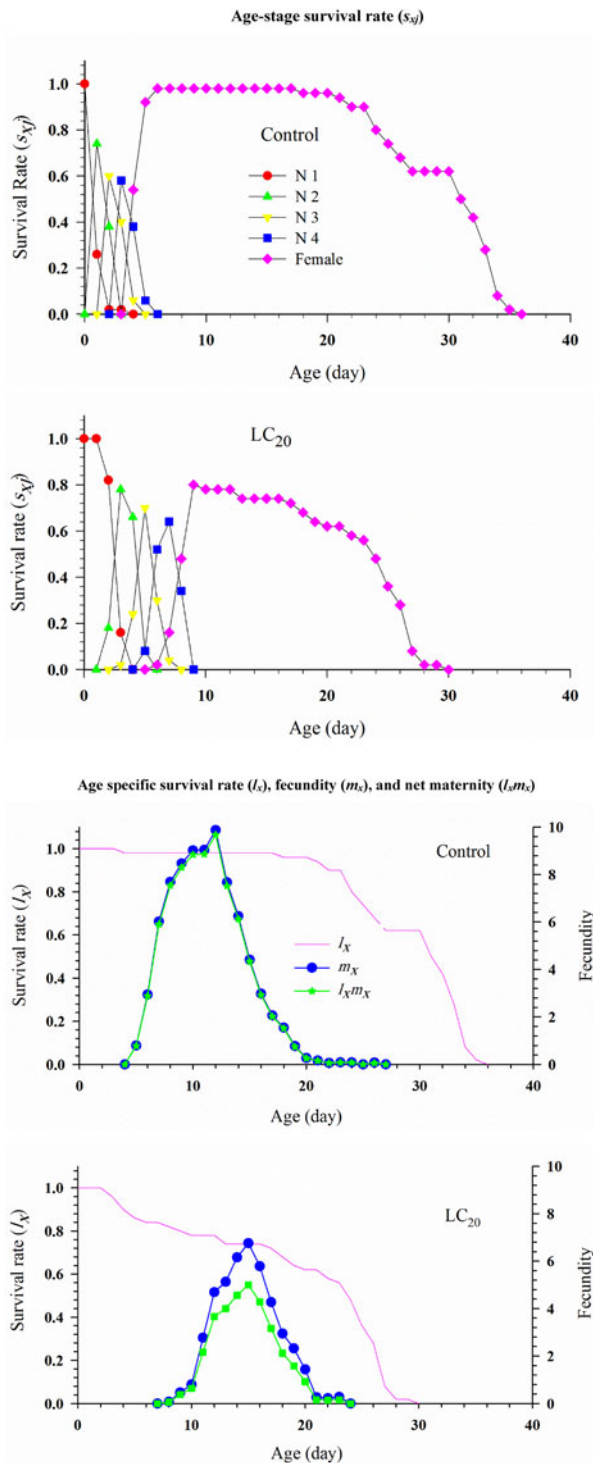 Age-stage survival rate (sxj)
Survival Rate (sxj)
1.0
0.8
0.6
0.4
0.2
0.0
Control
N 1
N 2
N 3
N 4
Female
0 10 20 30 40
Age (day)
Survival rate (sxj)
1.0
0.8
0.6
0.4
0.2
0.0
LC20
0 10 20 30 40
Age (day)
Age specific survival rate (lx), fecundity (mx), and net maternity (lxmx)
Survival rate (lx)
1.0
0.8
0.6
0.4
0.2
0.0
Control
lx
mx
lxmx
10
8
6
4
2
0
Fecundity
0 10 20 30 40
Age (day)
Survival rate (lx)
1.0
0.8
0.6
0.4
0.2
0.0
LC20
10
8
6
4
2
0
Fecundity
0 10 20 30 40
Age (day)